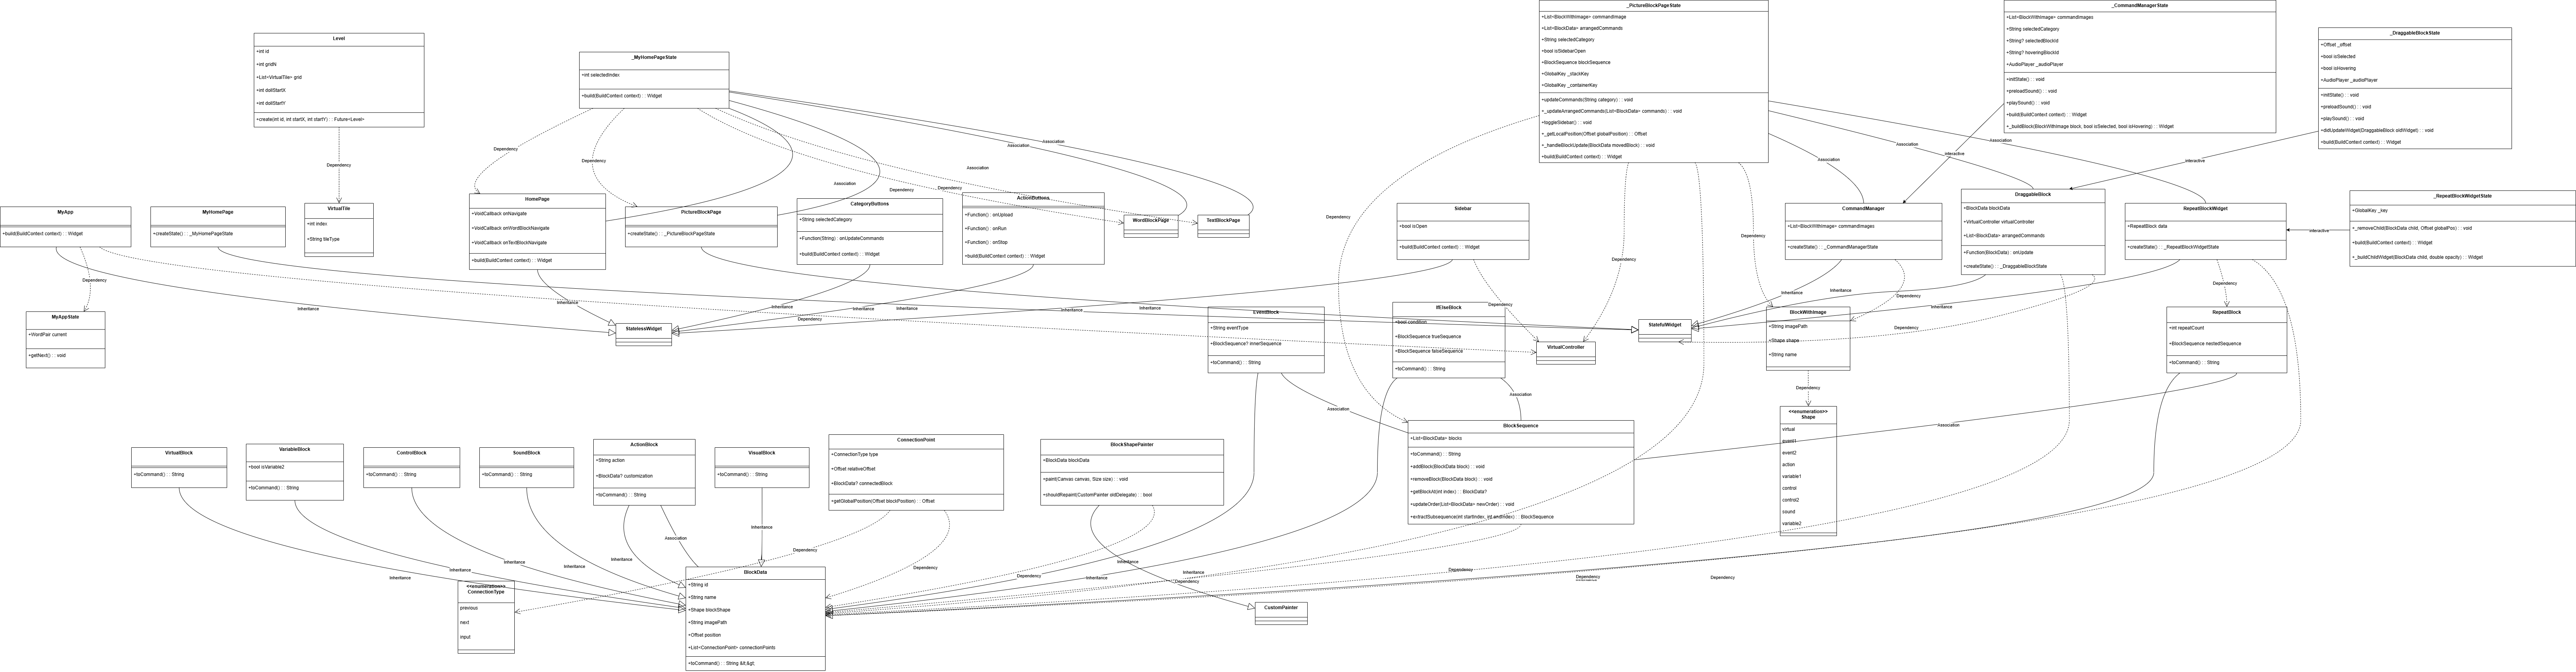 _PictureBlockPageState
+List<BlockWithImage> commandImage
+List<BlockData> arrangedCommands
+String selectedCategory
+bool isSidebarOpen
+BlockSequence blockSequence
+GlobalKey _stackKey
+GlobalKey _containerKey
+updateCommands(String category) : : void
+_updateArrangedCommands(List<BlockData> commands) : : void
+toggleSidebar() : : void
+_getLocalPosition(Offset globalPosition) : : Offset
+_handleBlockUpdate(BlockData movedBlock) : : void
+build(BuildContext context) : : Widget
_CommandManagerState
+List<BlockWithImage> commandImages
+String selectedCategory
+String? selectedBlockId
+String? hoveringBlockId
+AudioPlayer _audioPlayer
+initState() : : void
+preloadSound() : : void
+playSound() : : void
+build(BuildContext context) : : Widget
+_buildBlock(BlockWithImage block, bool isSelected, bool isHovering) : : Widget
_DraggableBlockState
+Offset _offset
+bool isSelected
+bool isHovering
+AudioPlayer _audioPlayer
+initState() : : void
+preloadSound() : : void
+playSound() : : void
+didUpdateWidget(DraggableBlock oldWidget) : : void
+build(BuildContext context) : : Widget
Level
+int id
+int gridN
+List<VirtualTile> grid
+int dollStartX
+int dollStartY
+create(int id, int startX, int startY) : : Future<Level>
_MyHomePageState
+int selectedIndex
+build(BuildContext context) : : Widget
Dependency
Dependency
Dependency
Association
Association
Association
Association
Dependency
Dependency
Association
Association
Association
Interactive
Interactive
MyApp
+build(BuildContext context) : : Widget
MyHomePage
+createState() : : _MyHomePageState
VirtualTile
+int index
+String tileType
HomePage
+VoidCallback onNavigate
+VoidCallback onWordBlockNavigate
+VoidCallback onTextBlockNavigate
+build(BuildContext context) : : Widget
PictureBlockPage
+createState() : : _PictureBlockPageState
CategoryButtons
+String selectedCategory
+Function(String) : onUpdateCommands
+build(BuildContext context) : : Widget
ActionButtons
+Function() : onUpload
+Function() : onRun
+Function() : onStop
+build(BuildContext context) : : Widget
WordBlockPage
TextBlockPage
Sidebar
+bool isOpen
+build(BuildContext context) : : Widget
CommandManager
+List<BlockWithImage> commandImages
+createState() : : _CommandManagerState
DraggableBlock
+BlockData blockData
+VirtualController virtualController
+List<BlockData> arrangedCommands
+Function(BlockData) : onUpdate
+createState() : : _DraggableBlockState
RepeatBlockWidget
+RepeatBlock data
+createState() : : _RepeatBlockWidgetState
_RepeatBlockWidgetState
+GlobalKey _key
+_removeChild(BlockData child, Offset globalPos) : : void
+build(BuildContext context) : : Widget
+_buildChildWidget(BlockData child, double opacity) : : Widget
Interactive
Dependency
Dependency
Dependency
Dependency
Inheritance
Inheritance
Inheritance
Dependency
Inheritance
Inheritance
Dependency
Inheritance
Inheritance
Dependency
Dependency
Dependency
MyAppState
+WordPair current
+getNext() : : void
StatelessWidget
EventBlock
+String eventType
+BlockSequence? innerSequence
+toCommand() : : String
IfElseBlock
+bool condition
+BlockSequence trueSequence
+BlockSequence falseSequence
+toCommand() : : String
VirtualController
StatefulWidget
BlockWithImage
+String imagePath
+Shape shape
+String name
RepeatBlock
+int repeatCount
+BlockSequence nestedSequence
+toCommand() : : String
Dependency
Association
Association
Association
<<enumeration>>
Shape
virtual
event1
event2
action
variable1
control
control2
sound
variable2
VirtualBlock
+toCommand() : : String
VariableBlock
+bool isVariable2
+toCommand() : : String
ControlBlock
+toCommand() : : String
SoundBlock
+toCommand() : : String
ActionBlock
+String action
+BlockData? customization
+toCommand() : : String
VisualBlock
+toCommand() : : String
ConnectionPoint
+ConnectionType type
+Offset relativeOffset
+BlockData? connectedBlock
+getGlobalPosition(Offset blockPosition) : : Offset
BlockShapePainter
+BlockData blockData
+paint(Canvas canvas, Size size) : : void
+shouldRepaint(CustomPainter oldDelegate) : : bool
BlockSequence
+List<BlockData> blocks
+toCommand() : : String
+addBlock(BlockData block) : : void
+removeBlock(BlockData block) : : void
+getBlockAt(int index) : : BlockData?
+updateOrder(List<BlockData> newOrder) : : void
+extractSubsequence(int startIndex, int endIndex) : : BlockSequence
Inheritance
Association
Dependency
Inheritance
Inheritance
Inheritance
Inheritance
Dependency
Inheritance
Inheritance
Dependency
Dependency
Dependency
Dependency
Dependency
<<enumeration>>
ConnectionType
previous
next
input
BlockData
+String id
+String name
+Shape blockShape
+String imagePath
+Offset position
+List<ConnectionPoint> connectionPoints
+toCommand() : : String &lt;&gt;
CustomPainter